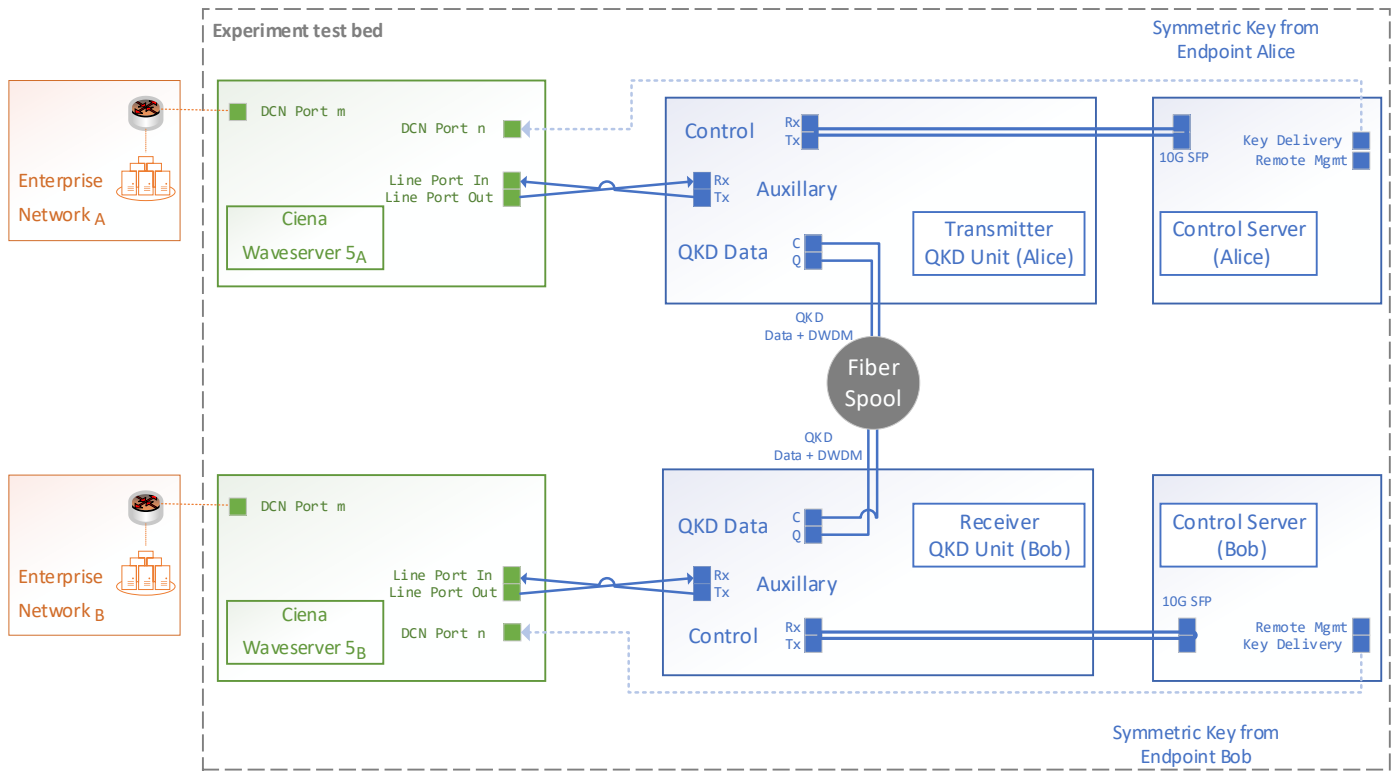 Experiment test bed
Symmetric Key from
Endpoint Alice
Enterprise
Network A
DCN Port m
DCN Port n
Line Port In
Line Port Out
Ciena
Waveserver 5A
Control
Rx
Tx
Rx
Tx
Auxillary
QKD Data
C
Q
Transmitter
QKD Unit (Alice)
10G SFP
Key Delivery
Remote Mgmt
Control Server
(Alice)
QKD
Data + DWDM
Fiber
Spool
QKD
Data + DWDM
Enterprise
Network B
DCN Port m
Line Port In
Line Port Out
DCN Port n
Ciena
Waveserver 5B
QKD Data
C
Q
Receiver
QKD Unit (Bob)
Rx
Tx
Auxillary
Control
Rx
Tx
Control Server
(Bob)
10G SFP
Remote Mgmt
Key Delivery
Symmetric Key from
Endpoint Bob